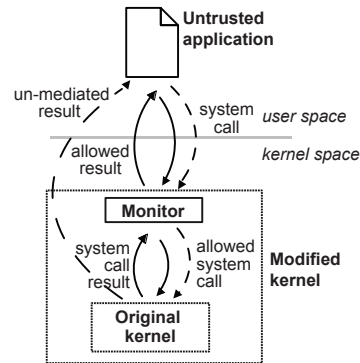 Untrusted
application
un-mediated
result
system
call
user space
allowed
result
kernel space
Monitor
system
call
result
allowed
system
call
Modified
kernel
Original
kernel